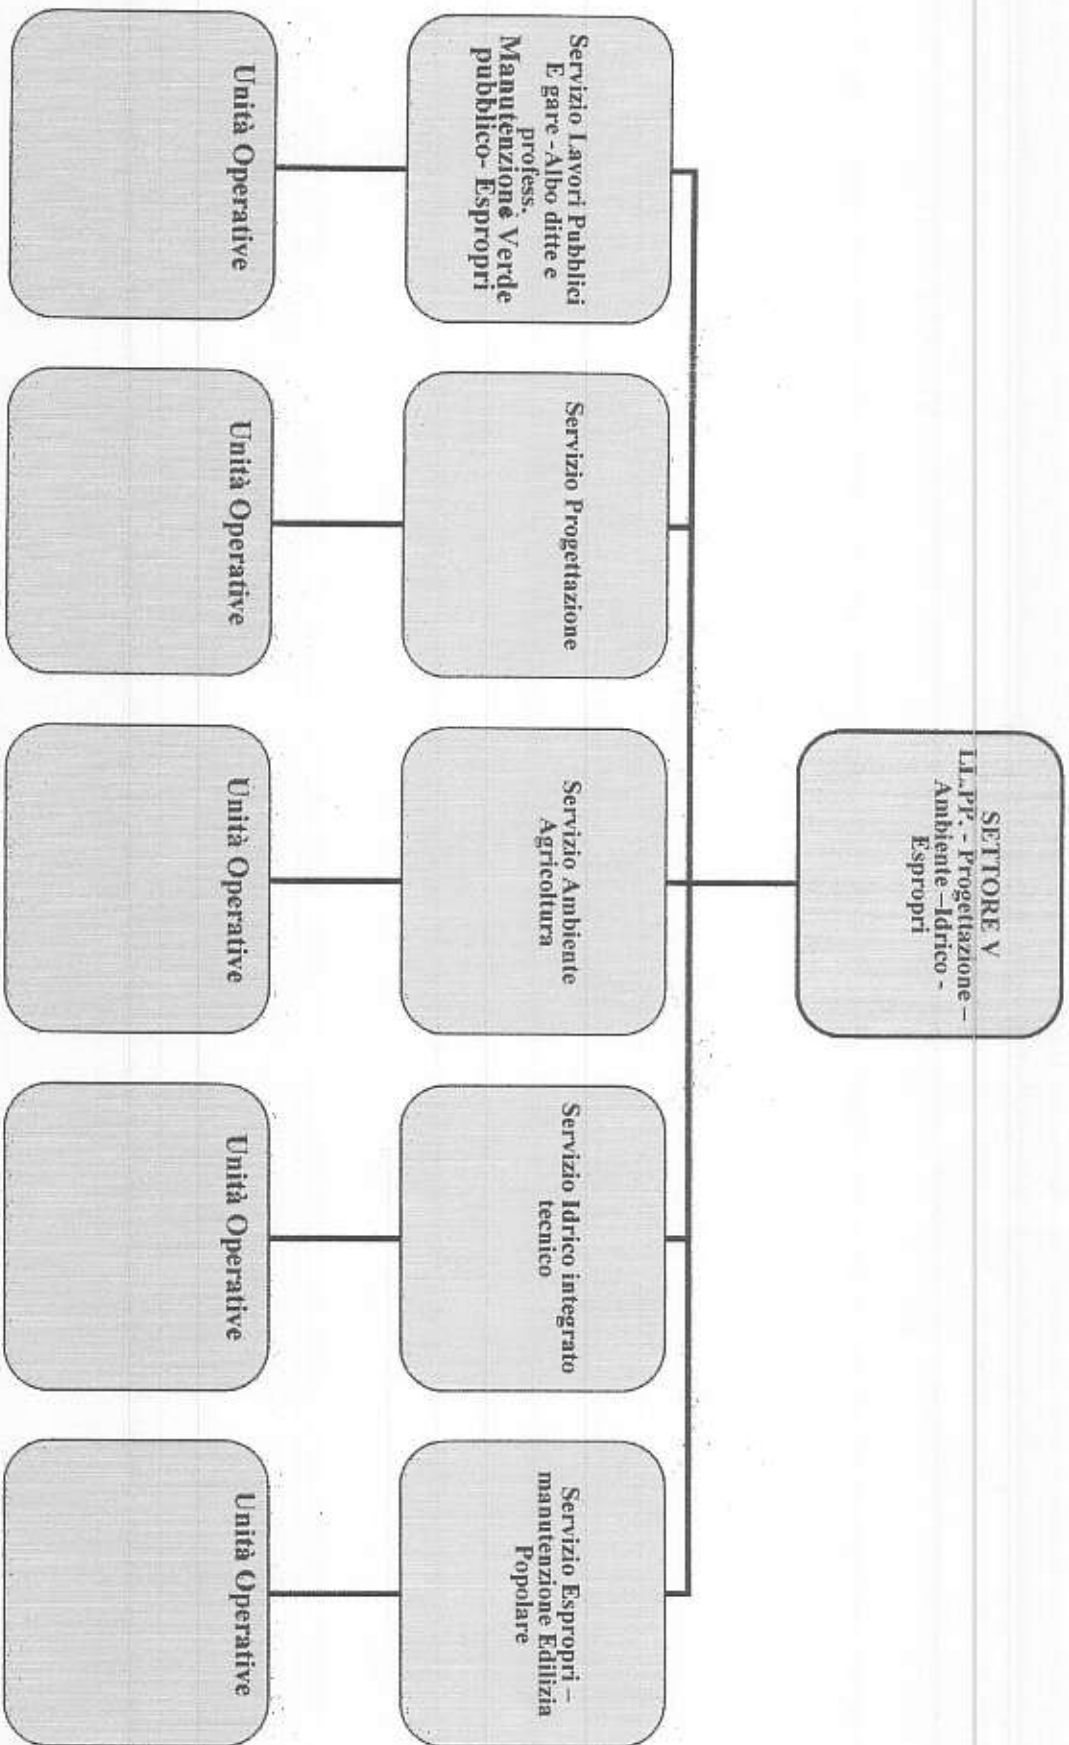 SETTORE V
LL.PP. - Progettazione –
Ambiente –Idrico -
Espropri
Servizio Lavori Pubblici
E gare -Albo ditte e
profess.
Manutenzione Verde
pubblico- Espropri
Servizio Progettazione
Servizio Ambiente
Agricoltura
Servizio Idrico integrato
tecnico
Servizio Espropri –
manutenzione Edilizia
Popolare
Unità Operative
Unità Operative
Unità Operative
Unità Operative
Unità Operative